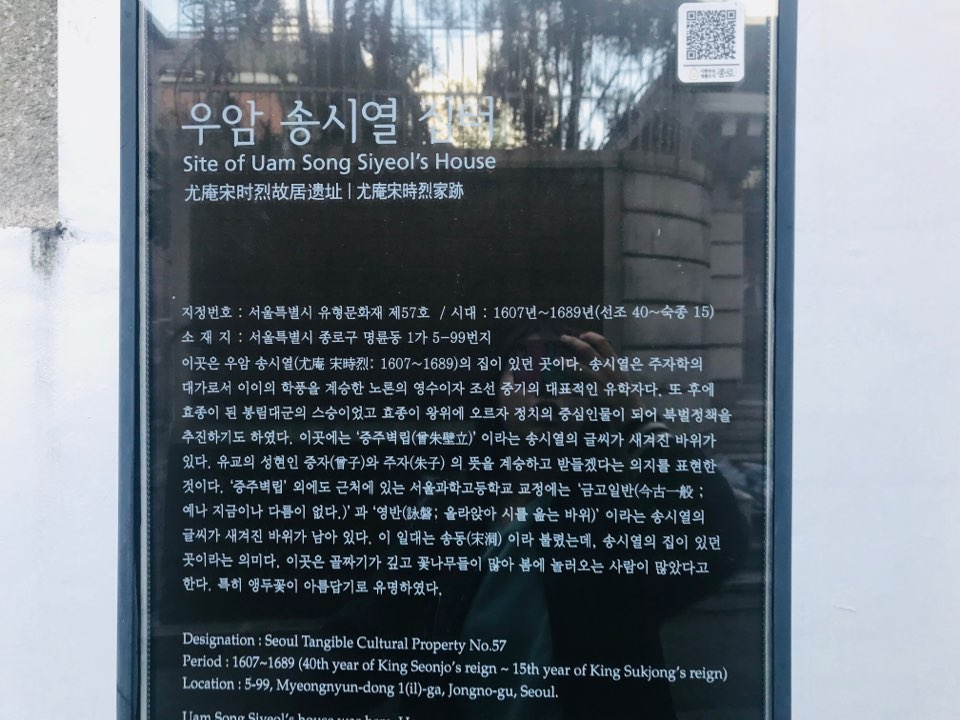 우암 송시열 집터
Site of Uam Song Siyeol's House
尤庵宋时烈故居遗址 | 尤庵宋時烈家跡
지정번호 : 서울특별시 유형문화재 제57호 / 시대 : 1607년~1689년(선조 40~숙종 15)
소 재 지 : 서울특별시 종로구 명륜동 1가 5-99번지
이곳은 우암 송시열(尤庵 宋時烈: 1607~1689)의 집이 있던 곳이다. 송시열은 주자학의
대가로서 이이의 학풍을 계승한 노론의 영수이자 조선 중기의 대표적인 유학자다. 또 후에
효종이 된 봉림대군의 스승이었고 효종이 왕위에 오르자 정치의 중심인물이 되어 북벌정책을
추진하기도 하였다. 이곳에는 '증주벽립(曾朱壁立)' 이라는 송시열의 글씨가 새겨진 바위가
있다. 유교의 성현인 증자(曾子)와 주자(朱子) 의 뜻을 계승하고 받들겠다는 의지를 표현한
것이다. '증주벽립' 외에도 근처에 있는 서울과학고등학교 교정에는 '금고일반(今古一般 ;
예나 지금이나 다름이 없다.)' 과 '영반(詠磐; 올라앉아 시를 읊는 바위)' 이라는 송시열의
글씨가 새겨진 바위가 남아 있다. 이 일대는 송동(宋洞) 이라 불렸는데, 송시열의 집이 있던
곳이라는 의미다. 이곳은 골짜기가 깊고 꽃나무들이 많아 봄에 놀러오는 사람이 많았다고
한다. 특히 앵두꽃이 아름답기로 유명하였다.
Designation : Seoul Tangible Cultural Property No.57
Period : 1607~1689 (40th year of King Seonjo's reign ~ 15th year of King Sukjong's reign)
Location : 5-99, Myeongnyun-dong 1(il)-ga, Jongno-gu, Seoul.
Uam Song Siyeol's house was here.